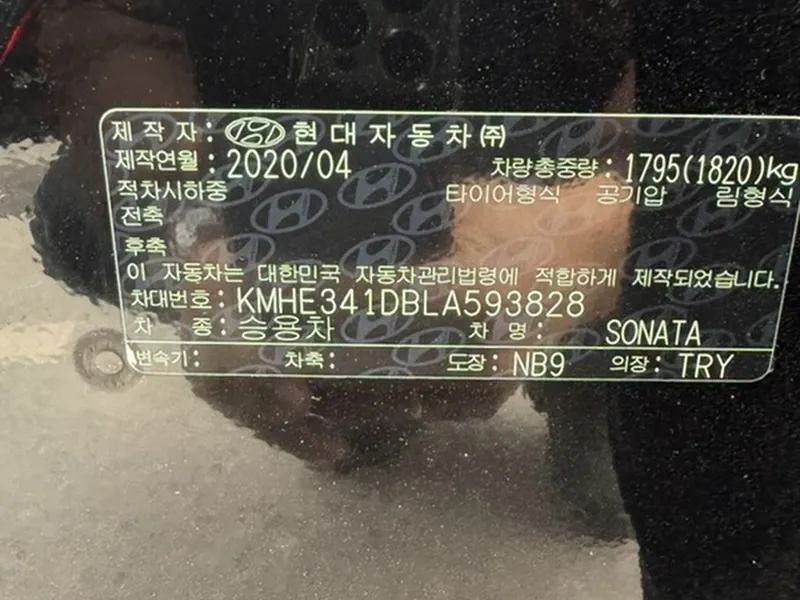 제작자: 현대자동차㈜
제작연월: 2020/04 차량총중량: 1795(1820)kg
적차시하중 타이어형식 공기압 림형식
전축
후축
이 자동차는 대한민국 자동차관리법령에 적합하게 제작되었습니다.
차대번호: KMHE341DBLA593828
차 종: 승용차 차 명: SONATA
변속기: 차축: 도장: NB9 의장: TRY